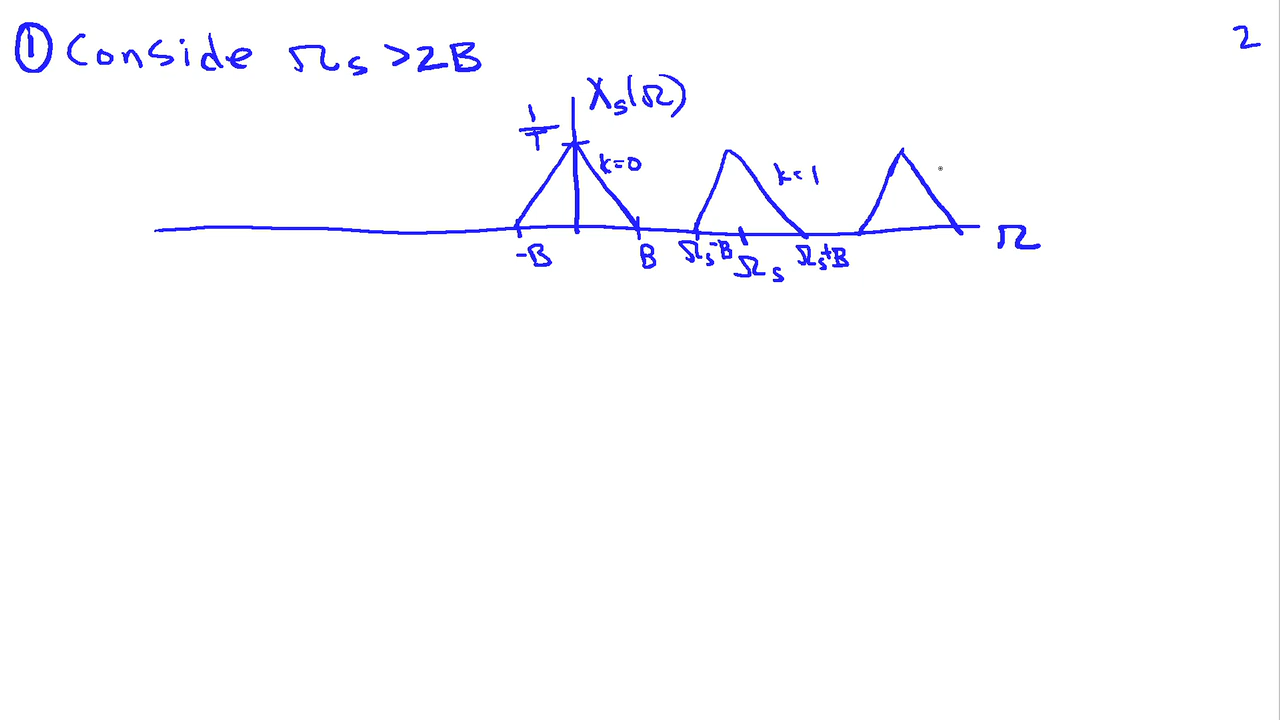 ① Conside Ωs >2B
2
Xs(Ω)
1/T
k=0
k=1
-B
B
Ωs-B
Ωs
Ωs+B
Ω